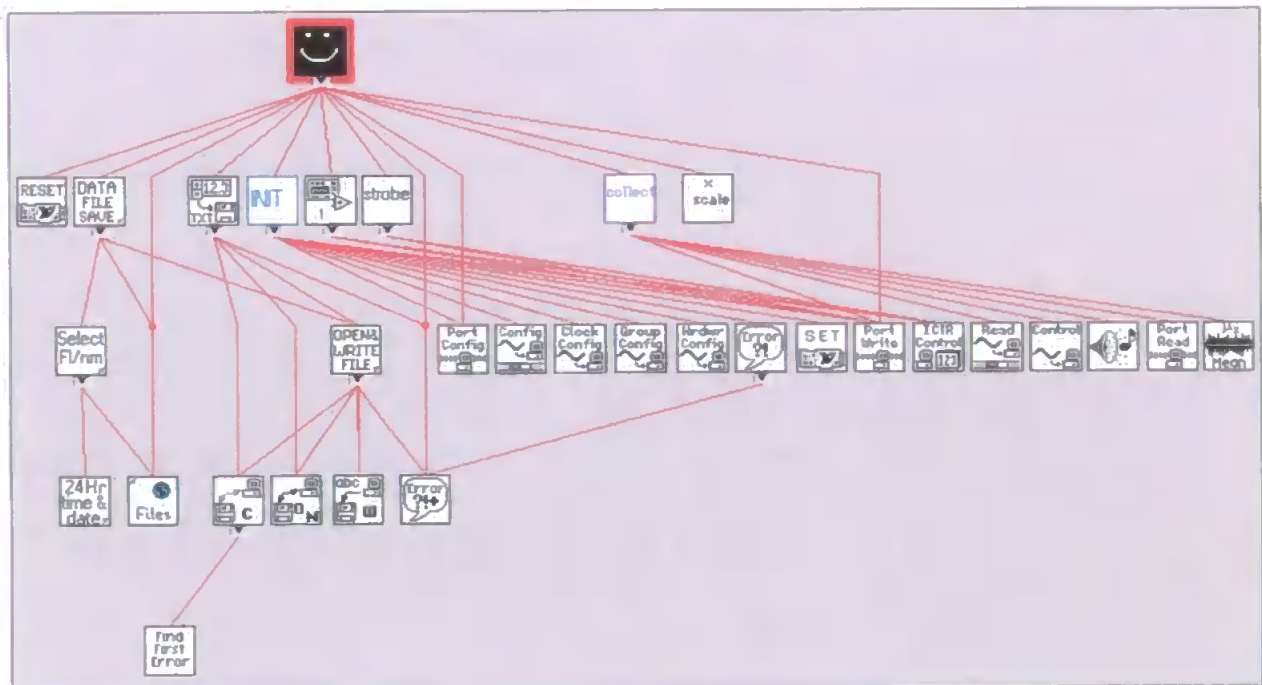 RESET
DATA
FILE
SAVE
12.3
TXT
INIT
.1
strobe
collect
×
scale
Select
Fl/nm
OPEN&
WRITE
FILE
Port
Config
Config
Clock
Config
Group
Config
Hrdwr
Config
Error
?!
SET
Port
Write
ICTR
Control
123
Read
Control
Port
Read
Mean
24Hr
time &
date
Files
C
N
abc
Error
?!+
Find
First
Error